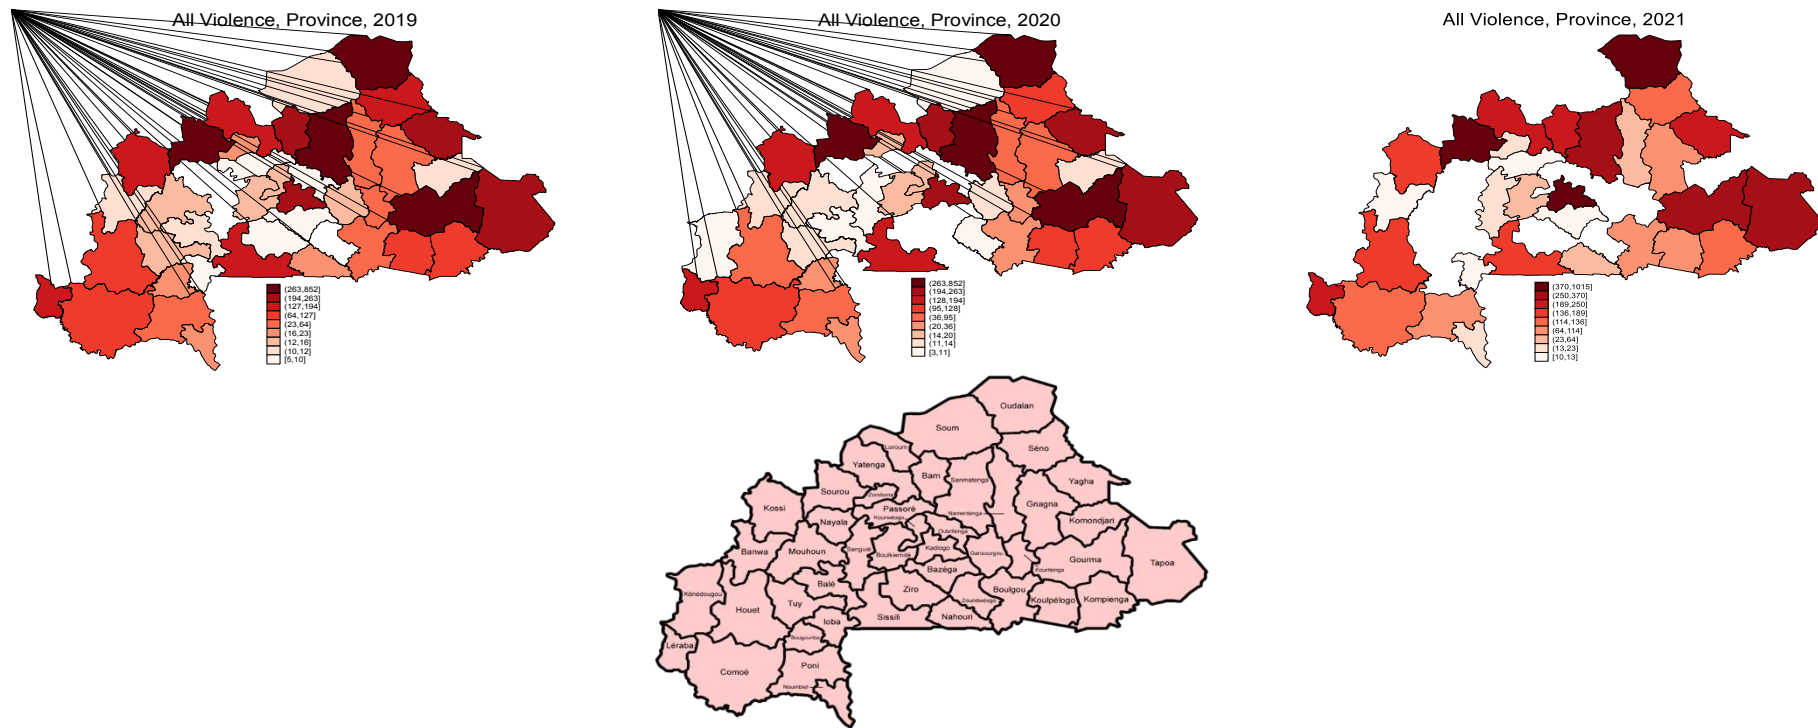 All Violence, Province, 2019
(263,852]
(194,263]
(127,194]
(64,127]
(23,64]
(16,23]
(12,16]
(10,12]
[5,10]
All Violence, Province, 2020
(263,852]
(194,263]
(128,194]
(95,128]
(36,95]
(20,36]
(14,20]
(11,14]
[3,11]
All Violence, Province, 2021
(370,1015]
(250,370]
(189,250]
(136,189]
(114,136]
(64,114]
(23,64]
(13,23]
[10,13]
Oudalan
Soum
Loroum
Séno
Yatenga
Bam
Sanmatenga
Yagha
Sourou
Zondoma
Gnagna
Kossi
Passoré
Kourwéogo
Namentenga
Komondjari
Nayala
Oubritenga
Banwa
Mouhoun
Sanguié
Boulkiemdé
Kadiogo
Ganzourgou
Gourma
Tapoa
Bazéga
Kouritenga
Balé
Ziro
Boulgou
Kénédougou
Houet
Tuy
Zoundwéogo
Koulpélogo
Kompienga
Ioba
Sissili
Nahouri
Bougouriba
Léraba
Comoé
Poni
Noumbiel